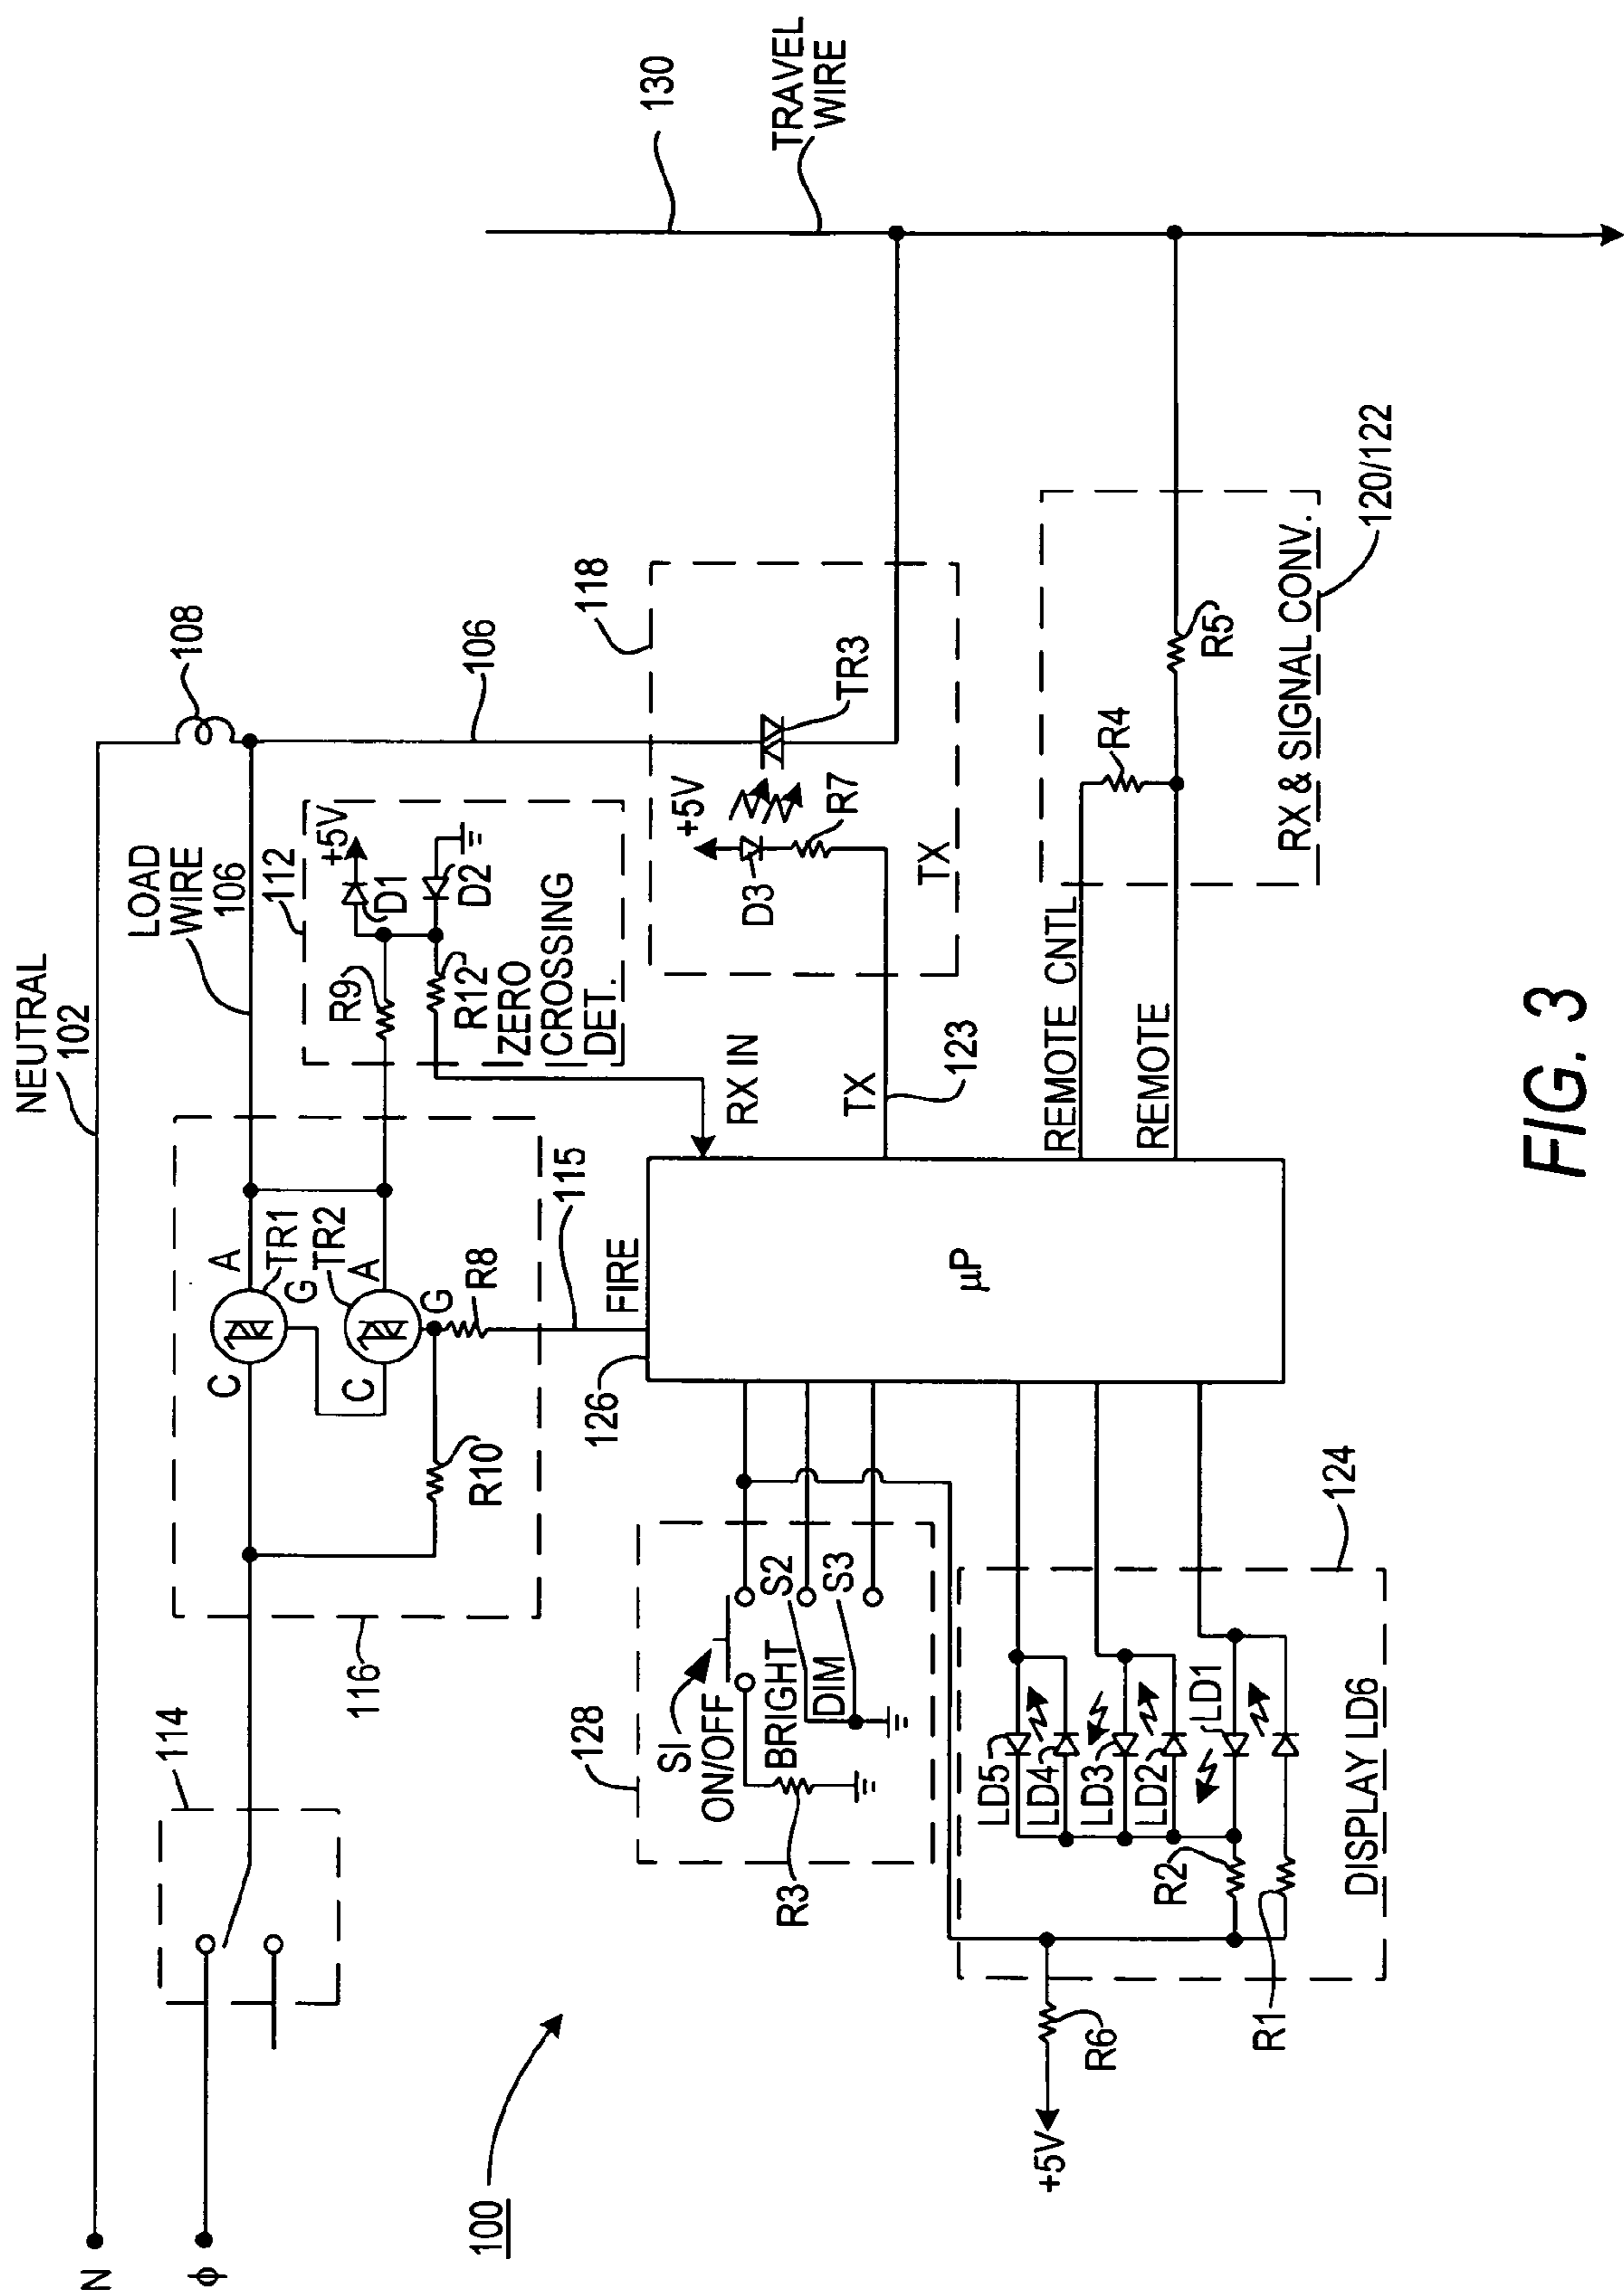 N
ϕ
100
NEUTRAL
102
LOAD
WIRE
106
108
106
114
116
C
A
TR1
G
TR2
C
A
G
R8
R10
115
112
+5V
D1
D2
R9
R12
ZERO
CROSSING
DET.
118
+5V
D3
R7
TR3
TX
130
TRAVEL
WIRE
126
FIRE
RX IN
TX
123
REMOTE CNTL
REMOTE
µP
R4
R5
RX & SIGNAL CONV.
120/122
128
SI
ON/OFF
BRIGHT
S2
DIM
S3
R3
124
LD5
LD4
LD3
LD2
LD1
R2
R1
DISPLAY LD6
R6
+5V
FIG. 3